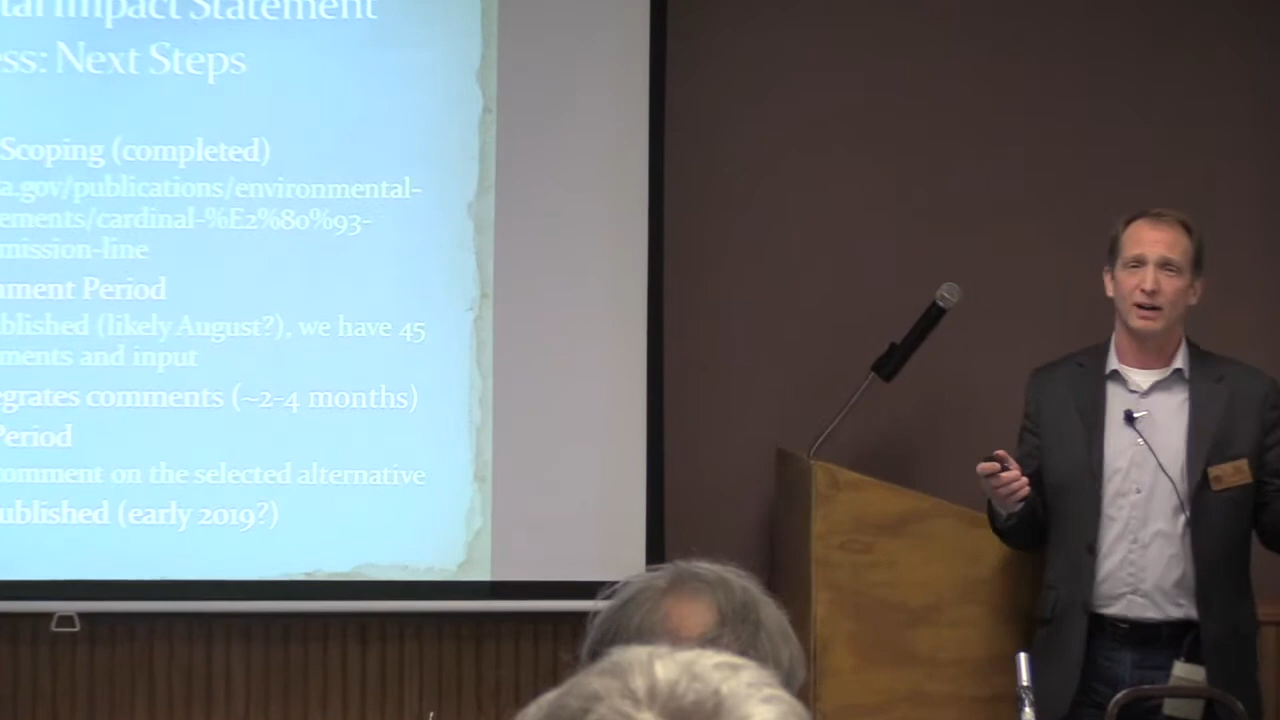 tal Impact Statement
ess: Next Steps
Scoping (completed)
a.gov/publications/environmental-
ements/cardinal-%E2%80%93-
mission-line
nment Period
blished (likely August?), we have 45
ments and input
egrates comments (~2-4 months)
Period
omment on the selected alternative
ublished (early 2019?)